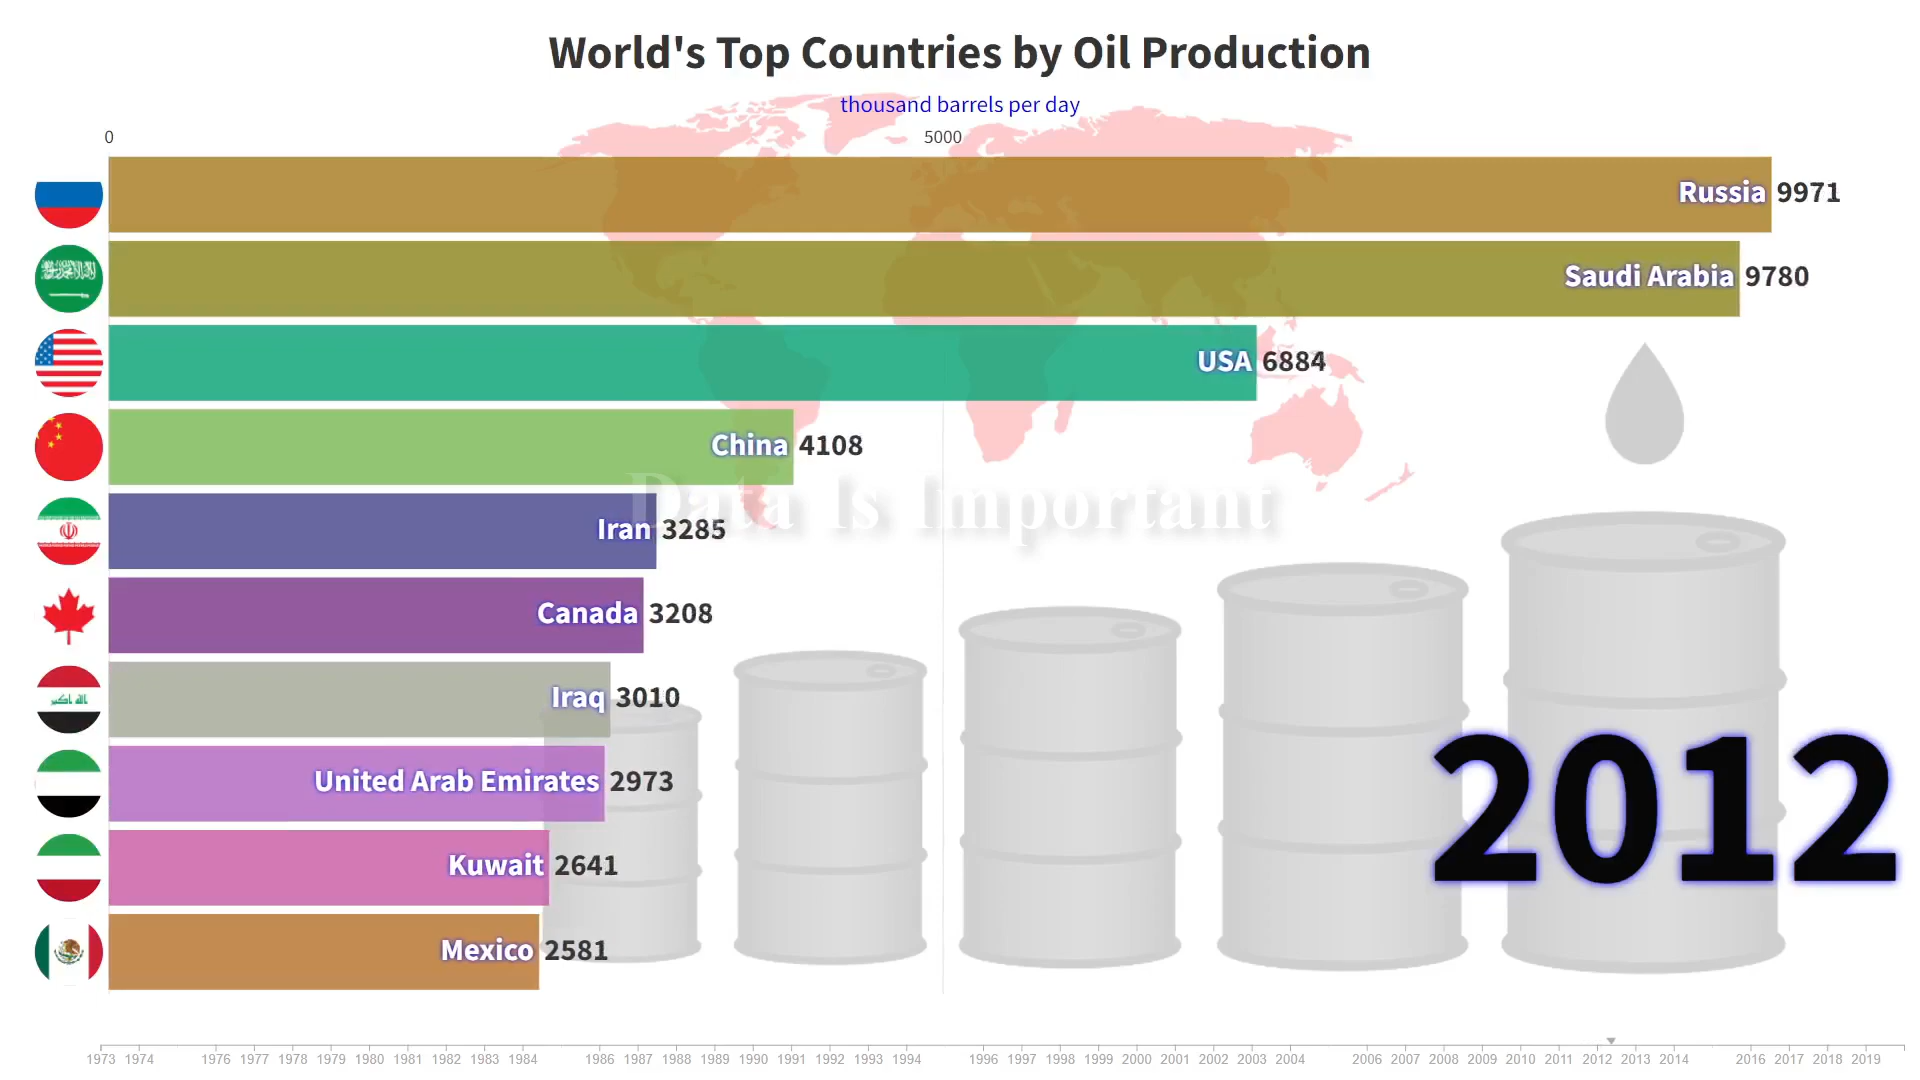 World's Top Countries by Oil Production
thousand barrels per day
0 5000
Russia 9971
Saudi Arabia 9780
USA 6884
China 4108
Data Is Important
Iran 3285
Canada 3208
Iraq 3010
United Arab Emirates 2973
2012
Kuwait 2641
Mexico 2581
1973 1974 1976 1977 1978 1979 1980 1981 1982 1983 1984 1986 1987 1988 1989 1990 1991 1992 1993 1994 1996 1997 1998 1999 2000 2001 2002 2003 2004 2006 2007 2008 2009 2010 2011 2012 2013 2014 2016 2017 2018 2019